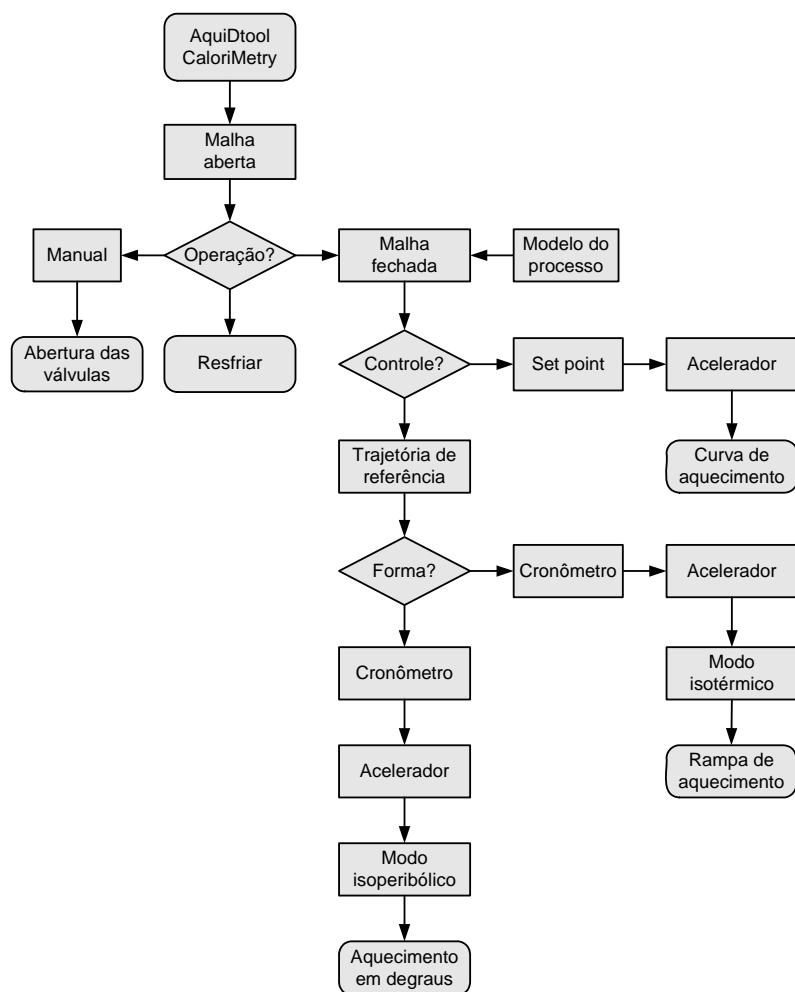 AquiDtool
CaloriMetry
Malha
aberta
Manual
Operação?
Malha
fechada
Modelo do
processo
Abertura das
válvulas
Resfriar
Controle?
Set point
Acelerador
Trajetória de
referência
Curva de
aquecimento
Forma?
Cronômetro
Acelerador
Cronômetro
Modo
isotérmico
Acelerador
Rampa de
aquecimento
Modo
isoperibólico
Aquecimento
em degraus